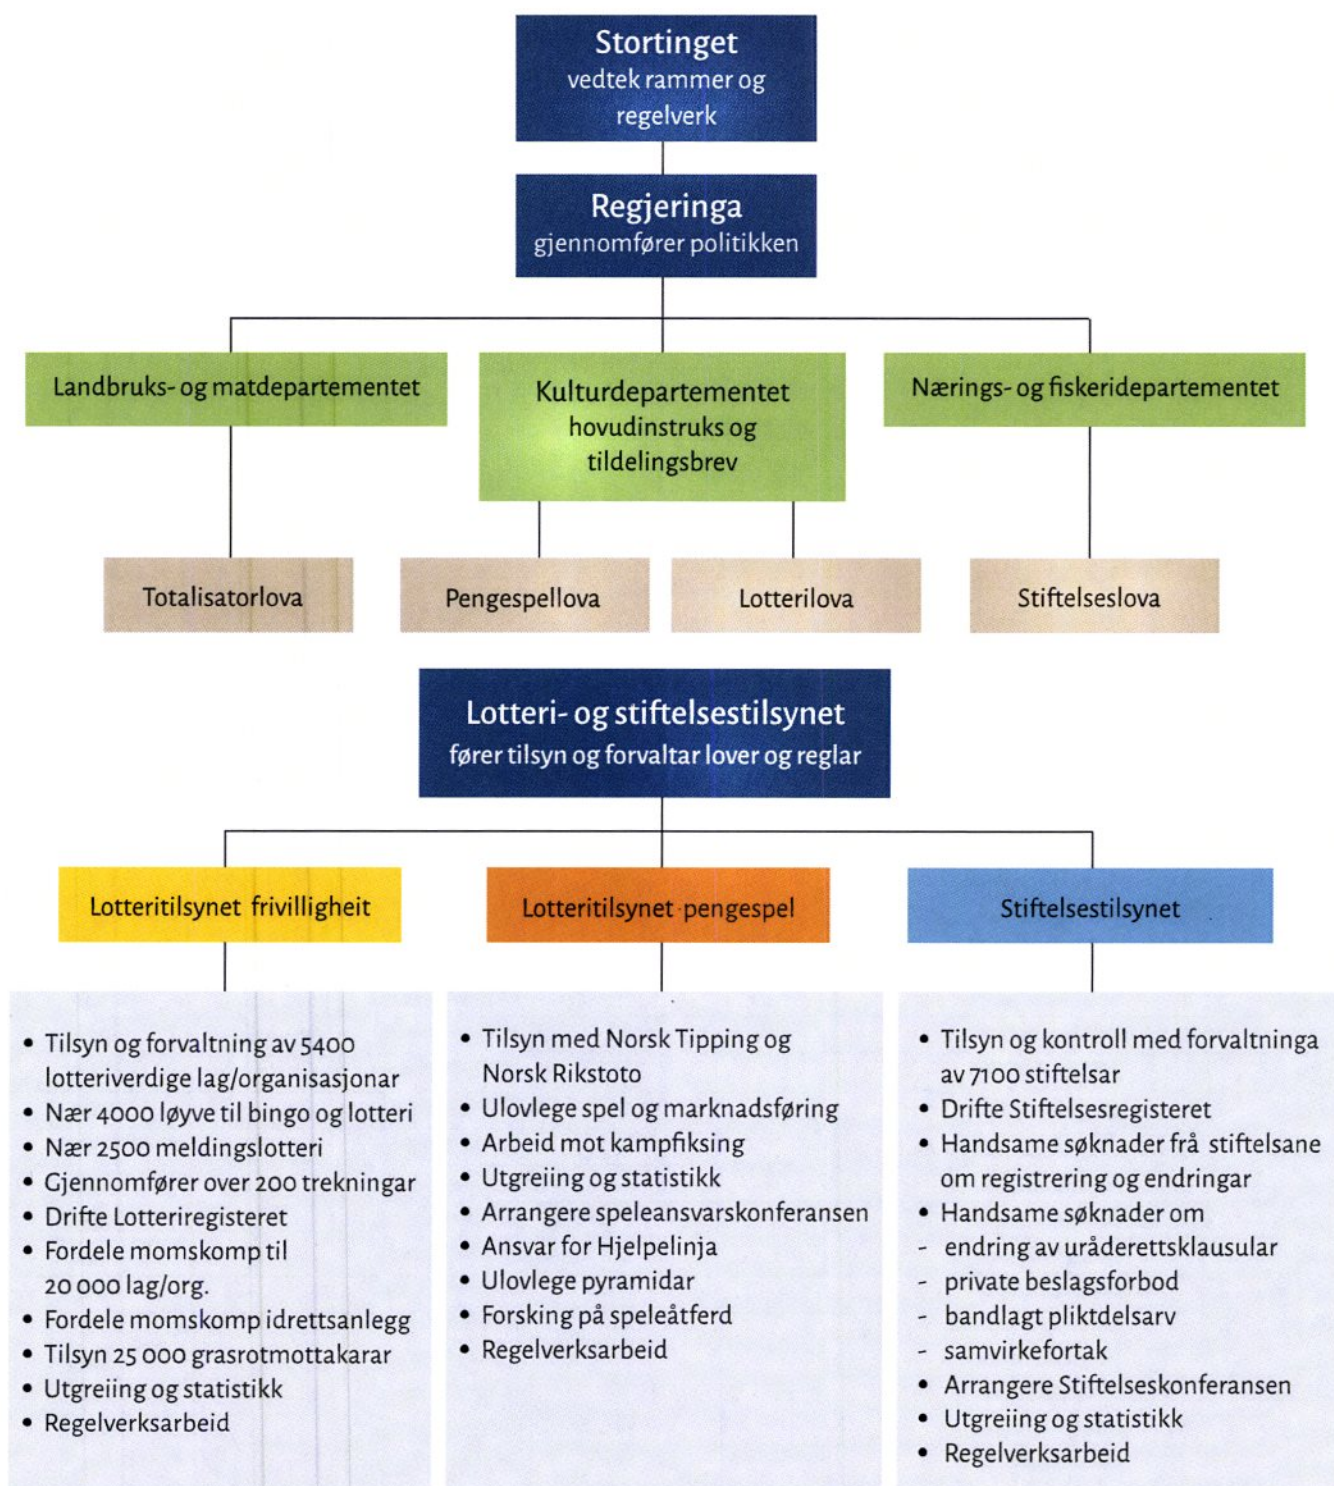 Stortinget
vedtek rammer og
regelverk
Regjeringa
gjennomfører politikken
Landbruks- og matdepartementet
Kulturdepartementet
hovudinstruks og
tildelingsbrev
Nærings- og fiskeridepartementet
Totalisatorlova
Pengespellova
Lotterilova
Stiftelseslova
Lotteri- og stiftelsestilsynet
fører tilsyn og forvaltar lover og reglar
Lotteritilsynet frivilligheit
• Tilsyn og forvaltning av 5400
lotteriverdige lag/organisasjonar
• Nær 4000 løyve til bingo og lotteri
• Nær 2500 meldingslotteri
• Gjennomfører over 200 trekningar
• Drifte Lotteriregisteret
• Fordele momskomp til
20 000 lag/org.
• Fordele momskomp idrettsanlegg
• Tilsyn 25 000 grasrotmottakarar
• Utgreiing og statistikk
• Regelverksarbeid
Lotteritilsynet pengespel
• Tilsyn med Norsk Tipping og
Norsk Rikstoto
• Ulovlege spel og marknadsføring
• Arbeid mot kampfiksing
• Utgreiing og statistikk
• Arrangere speleansvarskonferansen
• Ansvar for Hjelpelinja
• Ulovlege pyramidar
• Forsking på speleåtferd
• Regelverksarbeid
Stiftelsestilsynet
• Tilsyn og kontroll med forvaltninga
av 7100 stiftelsar
• Drifte Stiftelsesregisteret
• Handsame søknader frå stiftelsane
om registrering og endringar
• Handsame søknader om
- endring av uråderettsklausular
- private beslagsforbod
- bandlagt pliktdelsarv
- samvirkefortak
• Arrangere Stiftelseskonferansen
• Utgreiing og statistikk
• Regelverksarbeid